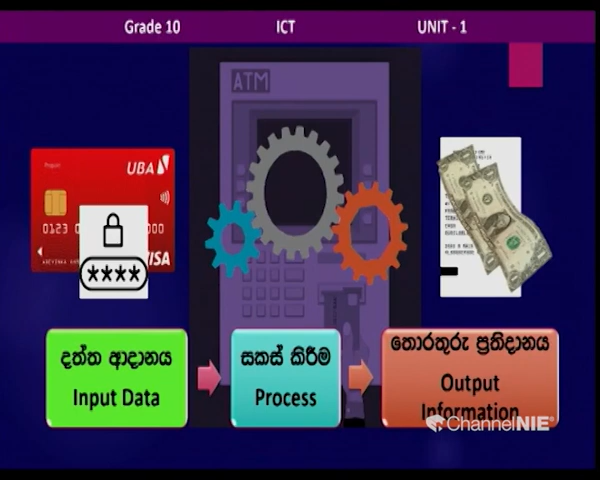 Grade 10 ICT UNIT - 1
ATM
UBA
0123
000
VISA
****
දත්ත ආදානය
Input Data
සකස් කිරීම
Process
තොරතුරු ප්‍රතිදානය
Output
Information
ChannelNIE